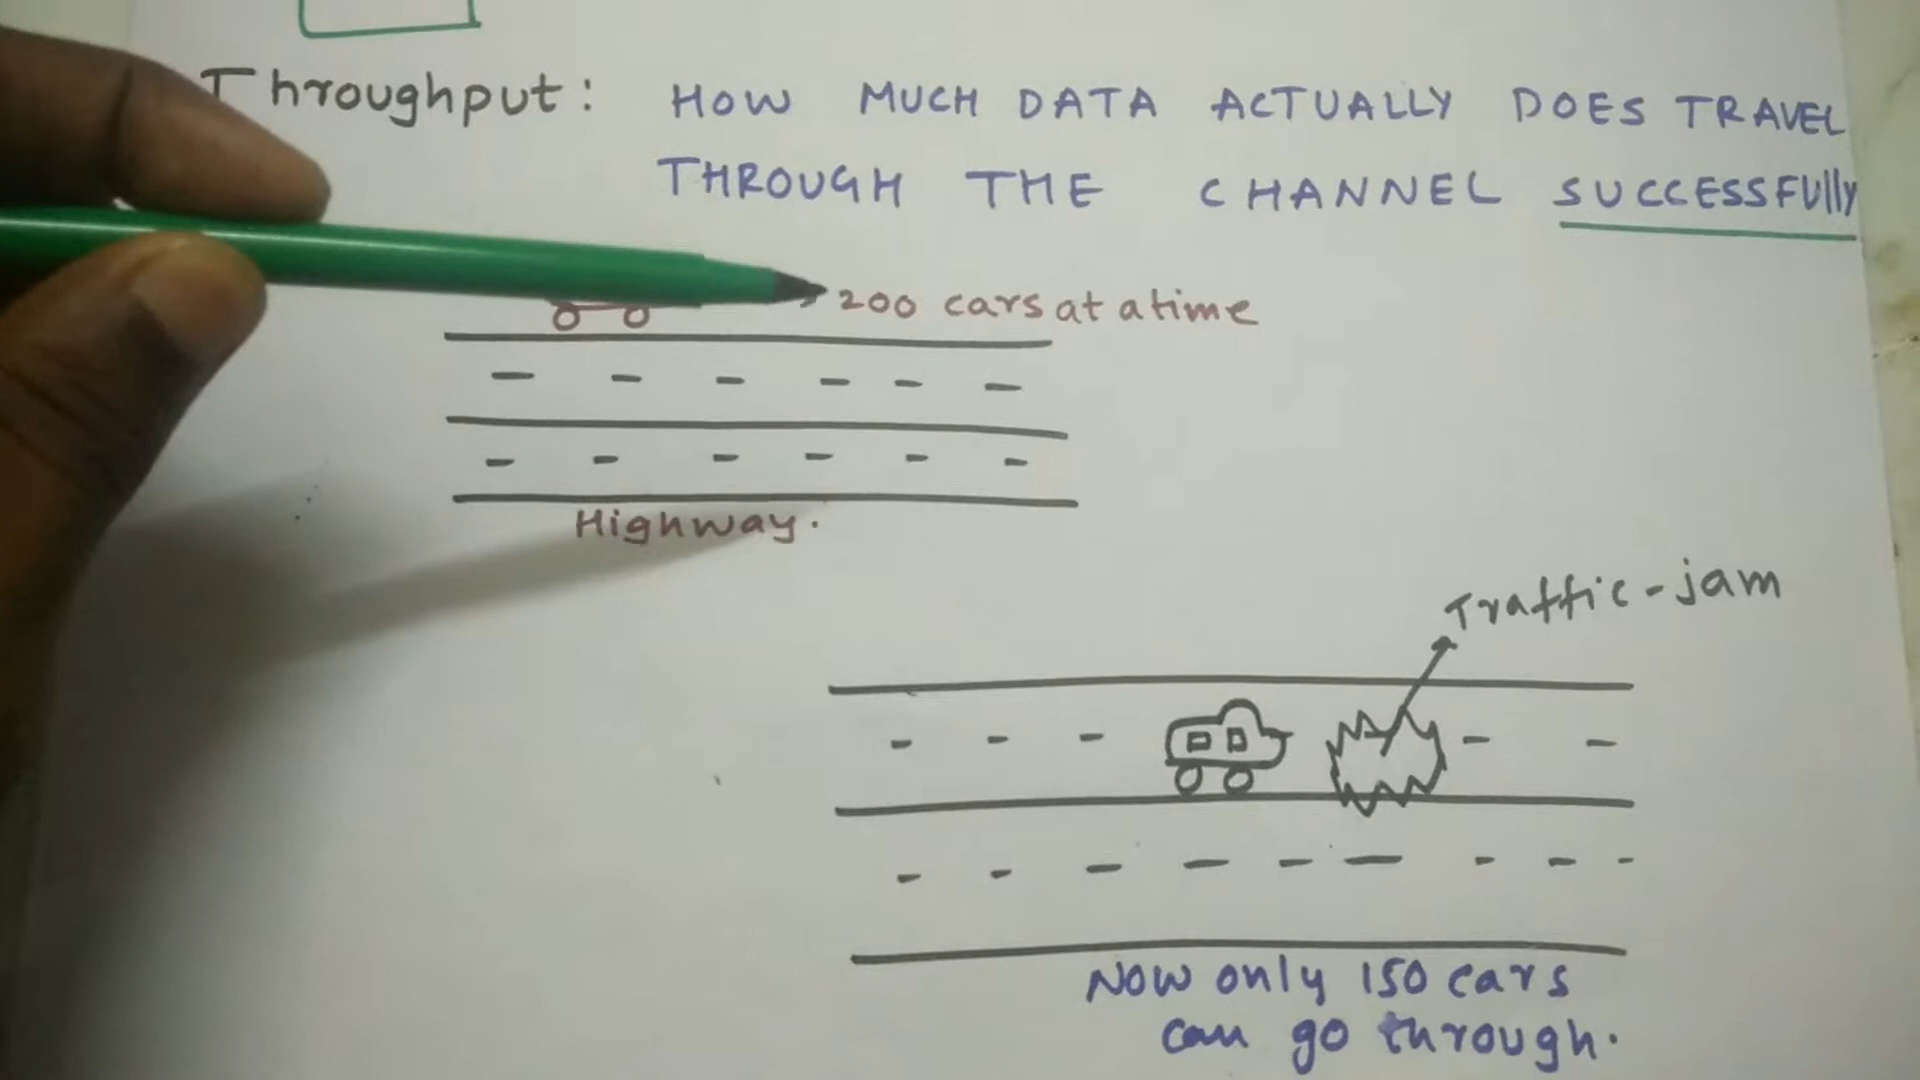 Throughput: HOW MUCH DATA ACTUALLY DOES TRAVEL
THROUGH THE CHANNEL SUCCESSFUlly
200 cars at a time
Highway.
Traffic-jam
Now only 150 cars
can go through.